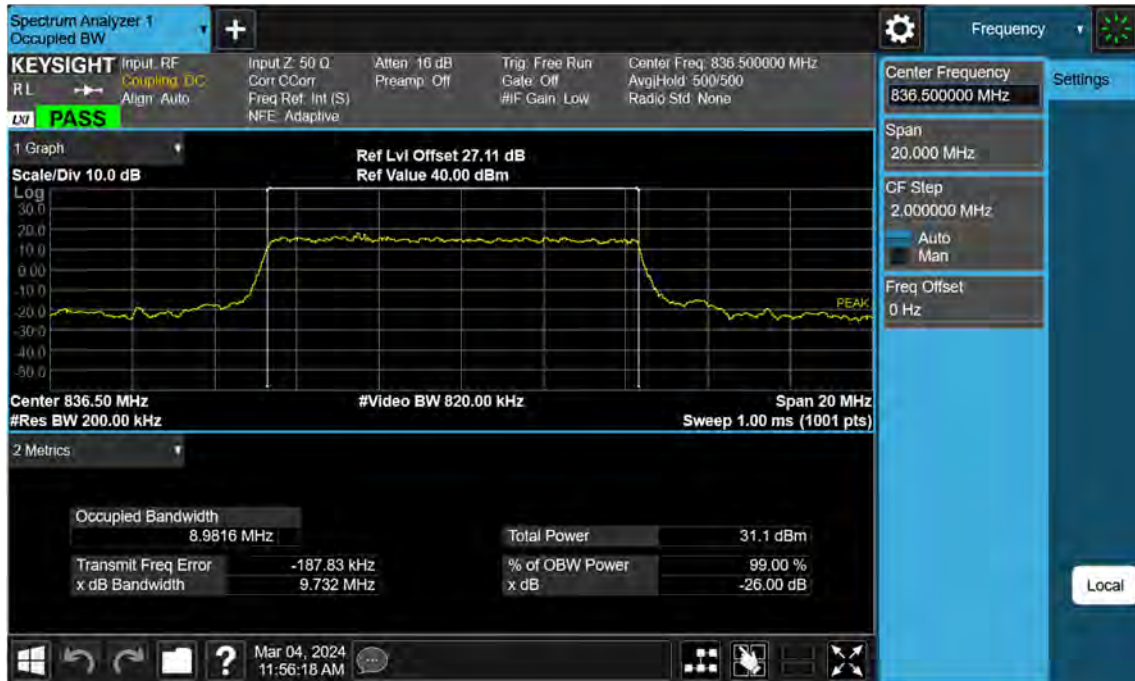 Spectrum Analyzer 1
Occupied BW
Frequency
KEYSIGHT
R L
LXI PASS
Input: RF
Coupling: DC
Align: Auto
Input Z: 50 Ω
Corr CCorr
Freq Ref: Int (S)
NFE: Adaptive
Atten: 16 dB
Preamp: Off
Trig: Free Run
Gate: Off
#IF Gain: Low
Center Freq: 836.500000 MHz
Avg|Hold: 500/500
Radio Std: None
1 Graph
Scale/Div 10.0 dB
Ref Lvl Offset 27.11 dB
Ref Value 40.00 dBm
Log
30.0
20.0
10.0
0.00
-10.0
-20.0
-30.0
-40.0
-50.0
PEAK
Center 836.50 MHz
#Video BW 820.00 kHz
Span 20 MHz
#Res BW 200.00 kHz
Sweep 1.00 ms (1001 pts)
2 Metrics
Occupied Bandwidth
8.9816 MHz
Total Power 31.1 dBm
Transmit Freq Error -187.83 kHz
% of OBW Power 99.00 %
x dB Bandwidth 9.732 MHz
x dB -26.00 dB
Center Frequency
836.500000 MHz
Settings
Span
20.000 MHz
CF Step
2.000000 MHz
Auto
Man
Freq Offset
0 Hz
Local
?
Mar 04, 2024
11:56:18 AM